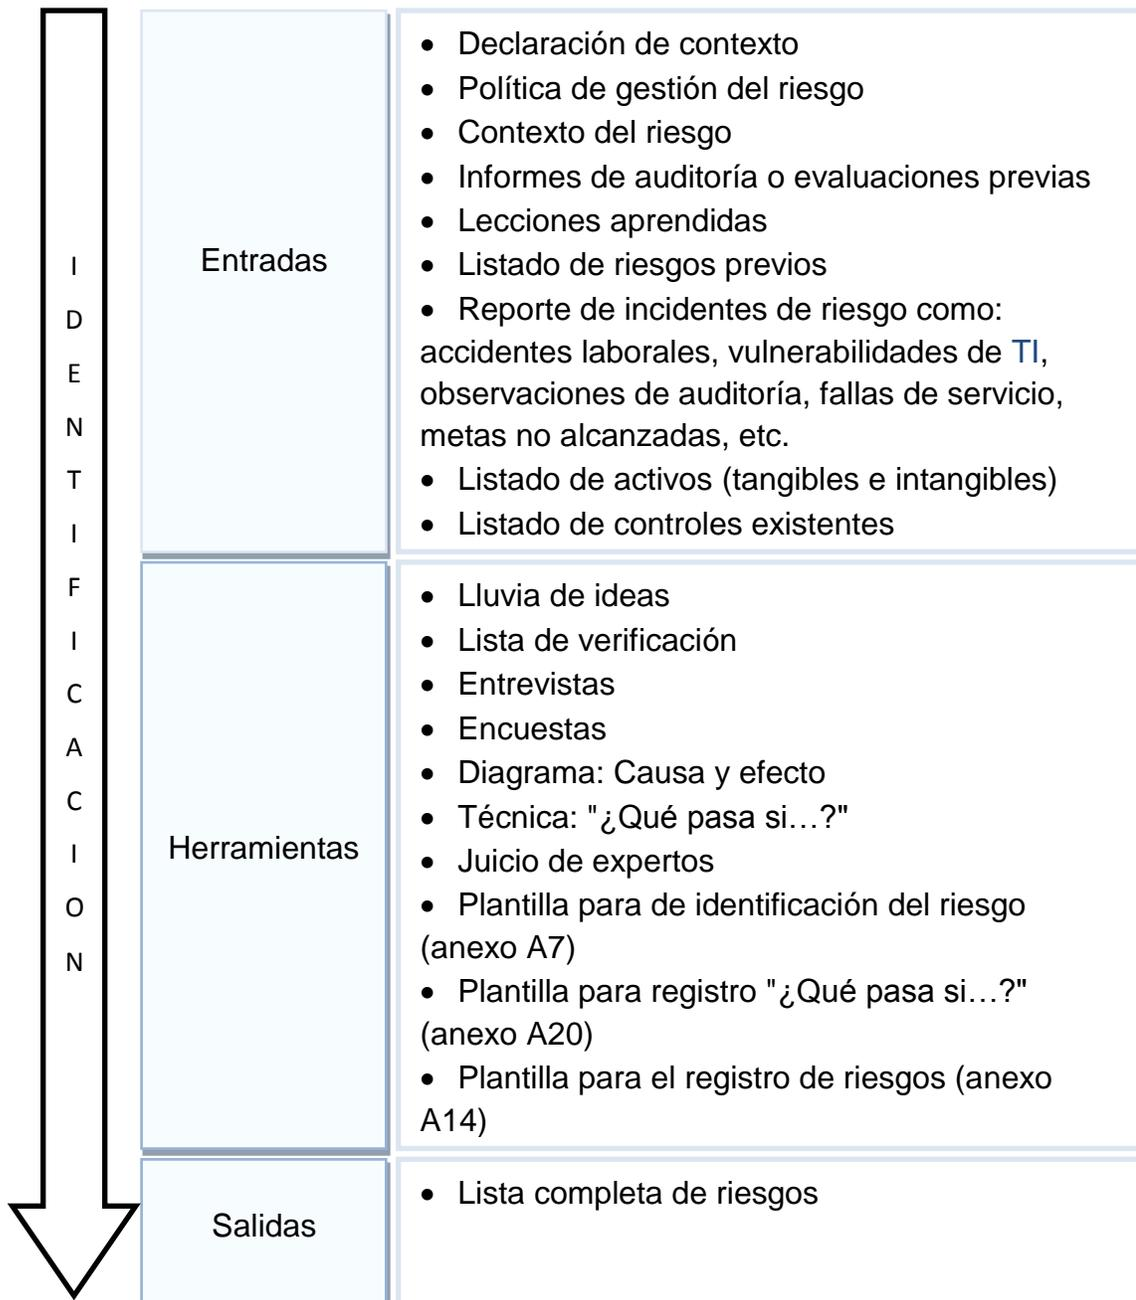 I
D
E
N
T
I
F
I
C
A
C
I
O
N
Entradas
• Declaración de contexto
• Política de gestión del riesgo
• Contexto del riesgo
• Informes de auditoría o evaluaciones previas
• Lecciones aprendidas
• Listado de riesgos previos
• Reporte de incidentes de riesgo como:
accidentes laborales, vulnerabilidades de TI,
observaciones de auditoría, fallas de servicio,
metas no alcanzadas, etc.
• Listado de activos (tangibles e intangibles)
• Listado de controles existentes
Herramientas
• Lluvia de ideas
• Lista de verificación
• Entrevistas
• Encuestas
• Diagrama: Causa y efecto
• Técnica: "¿Qué pasa si…?"
• Juicio de expertos
• Plantilla para de identificación del riesgo
(anexo A7)
• Plantilla para registro "¿Qué pasa si…?"
(anexo A20)
• Plantilla para el registro de riesgos (anexo
A14)
Salidas
• Lista completa de riesgos